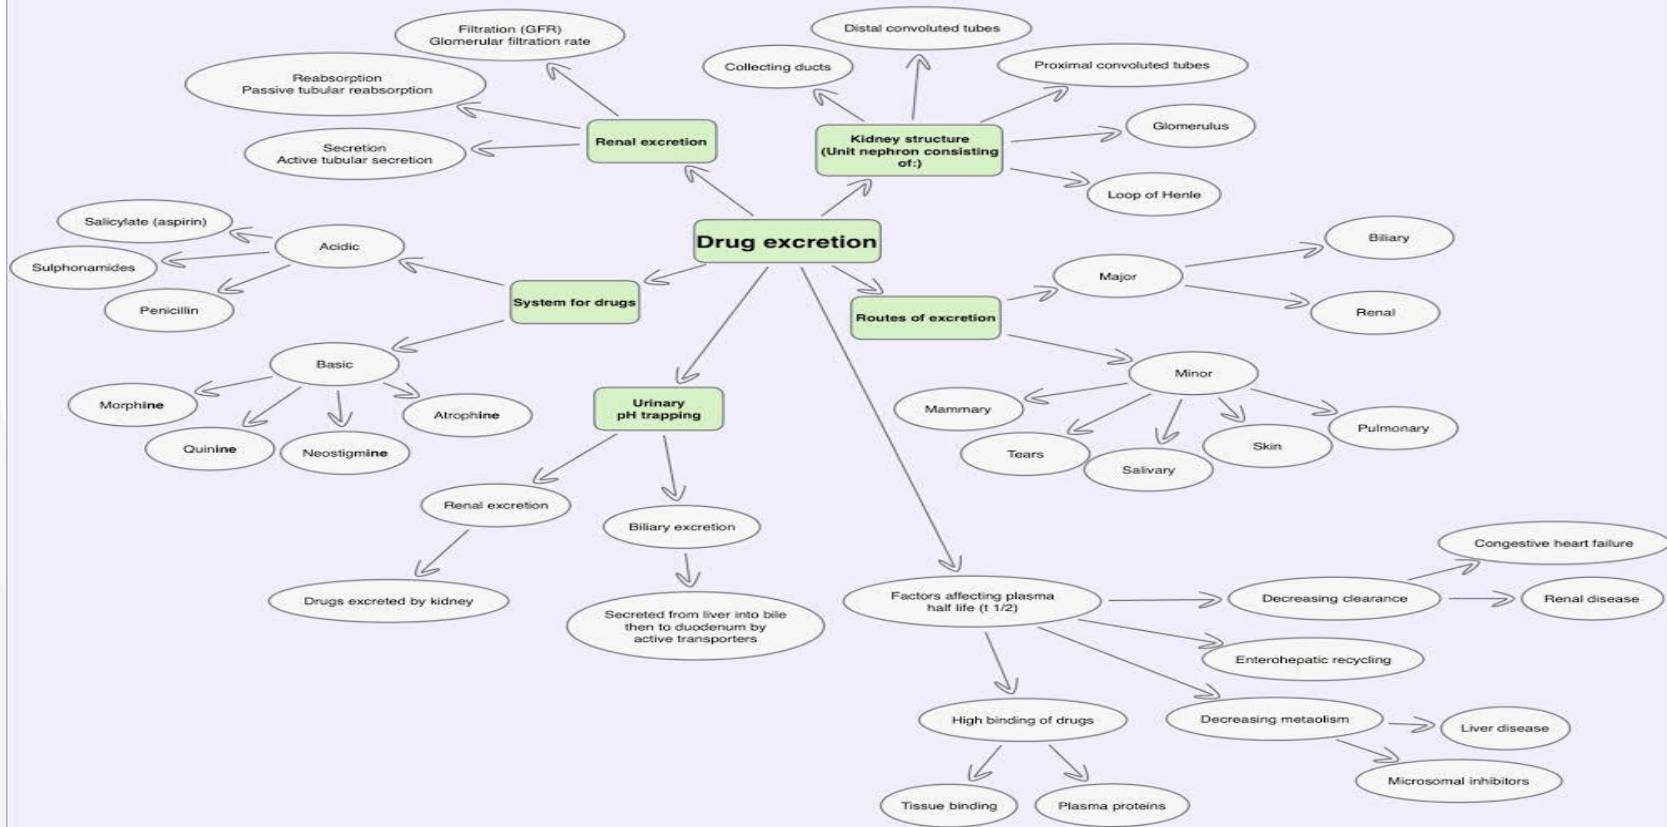 Filtration (GFR)
Glomerular filtration rate
Reabsorption
Passive tubular reabsorption
Secretion
Active tubular secretion
Renal excretion
Distal convoluted tubes
Collecting ducts
Proximal convoluted tubes
Kidney structure
(Unit nephron consisting
of:)
Glomerulus
Loop of Henle
Drug excretion
Salicylate (aspirin)
Acidic
Sulphonamides
Penicillin
System for drugs
Basic
Morphine
Quinine
Neostigmine
Atrophine
Urinary
pH trapping
Renal excretion
Biliary excretion
Drugs excreted by kidney
Secreted from liver into bile
then to duodenum by
active transporters
Routes of excretion
Major
Biliary
Renal
Minor
Mammary
Tears
Salivary
Skin
Pulmonary
Factors affecting plasma
half life (t 1/2)
Decreasing clearance
Congestive heart failure
Renal disease
Enterohepatic recycling
High binding of drugs
Decreasing metaolism
Liver disease
Microsomal inhibitors
Tissue binding
Plasma proteins